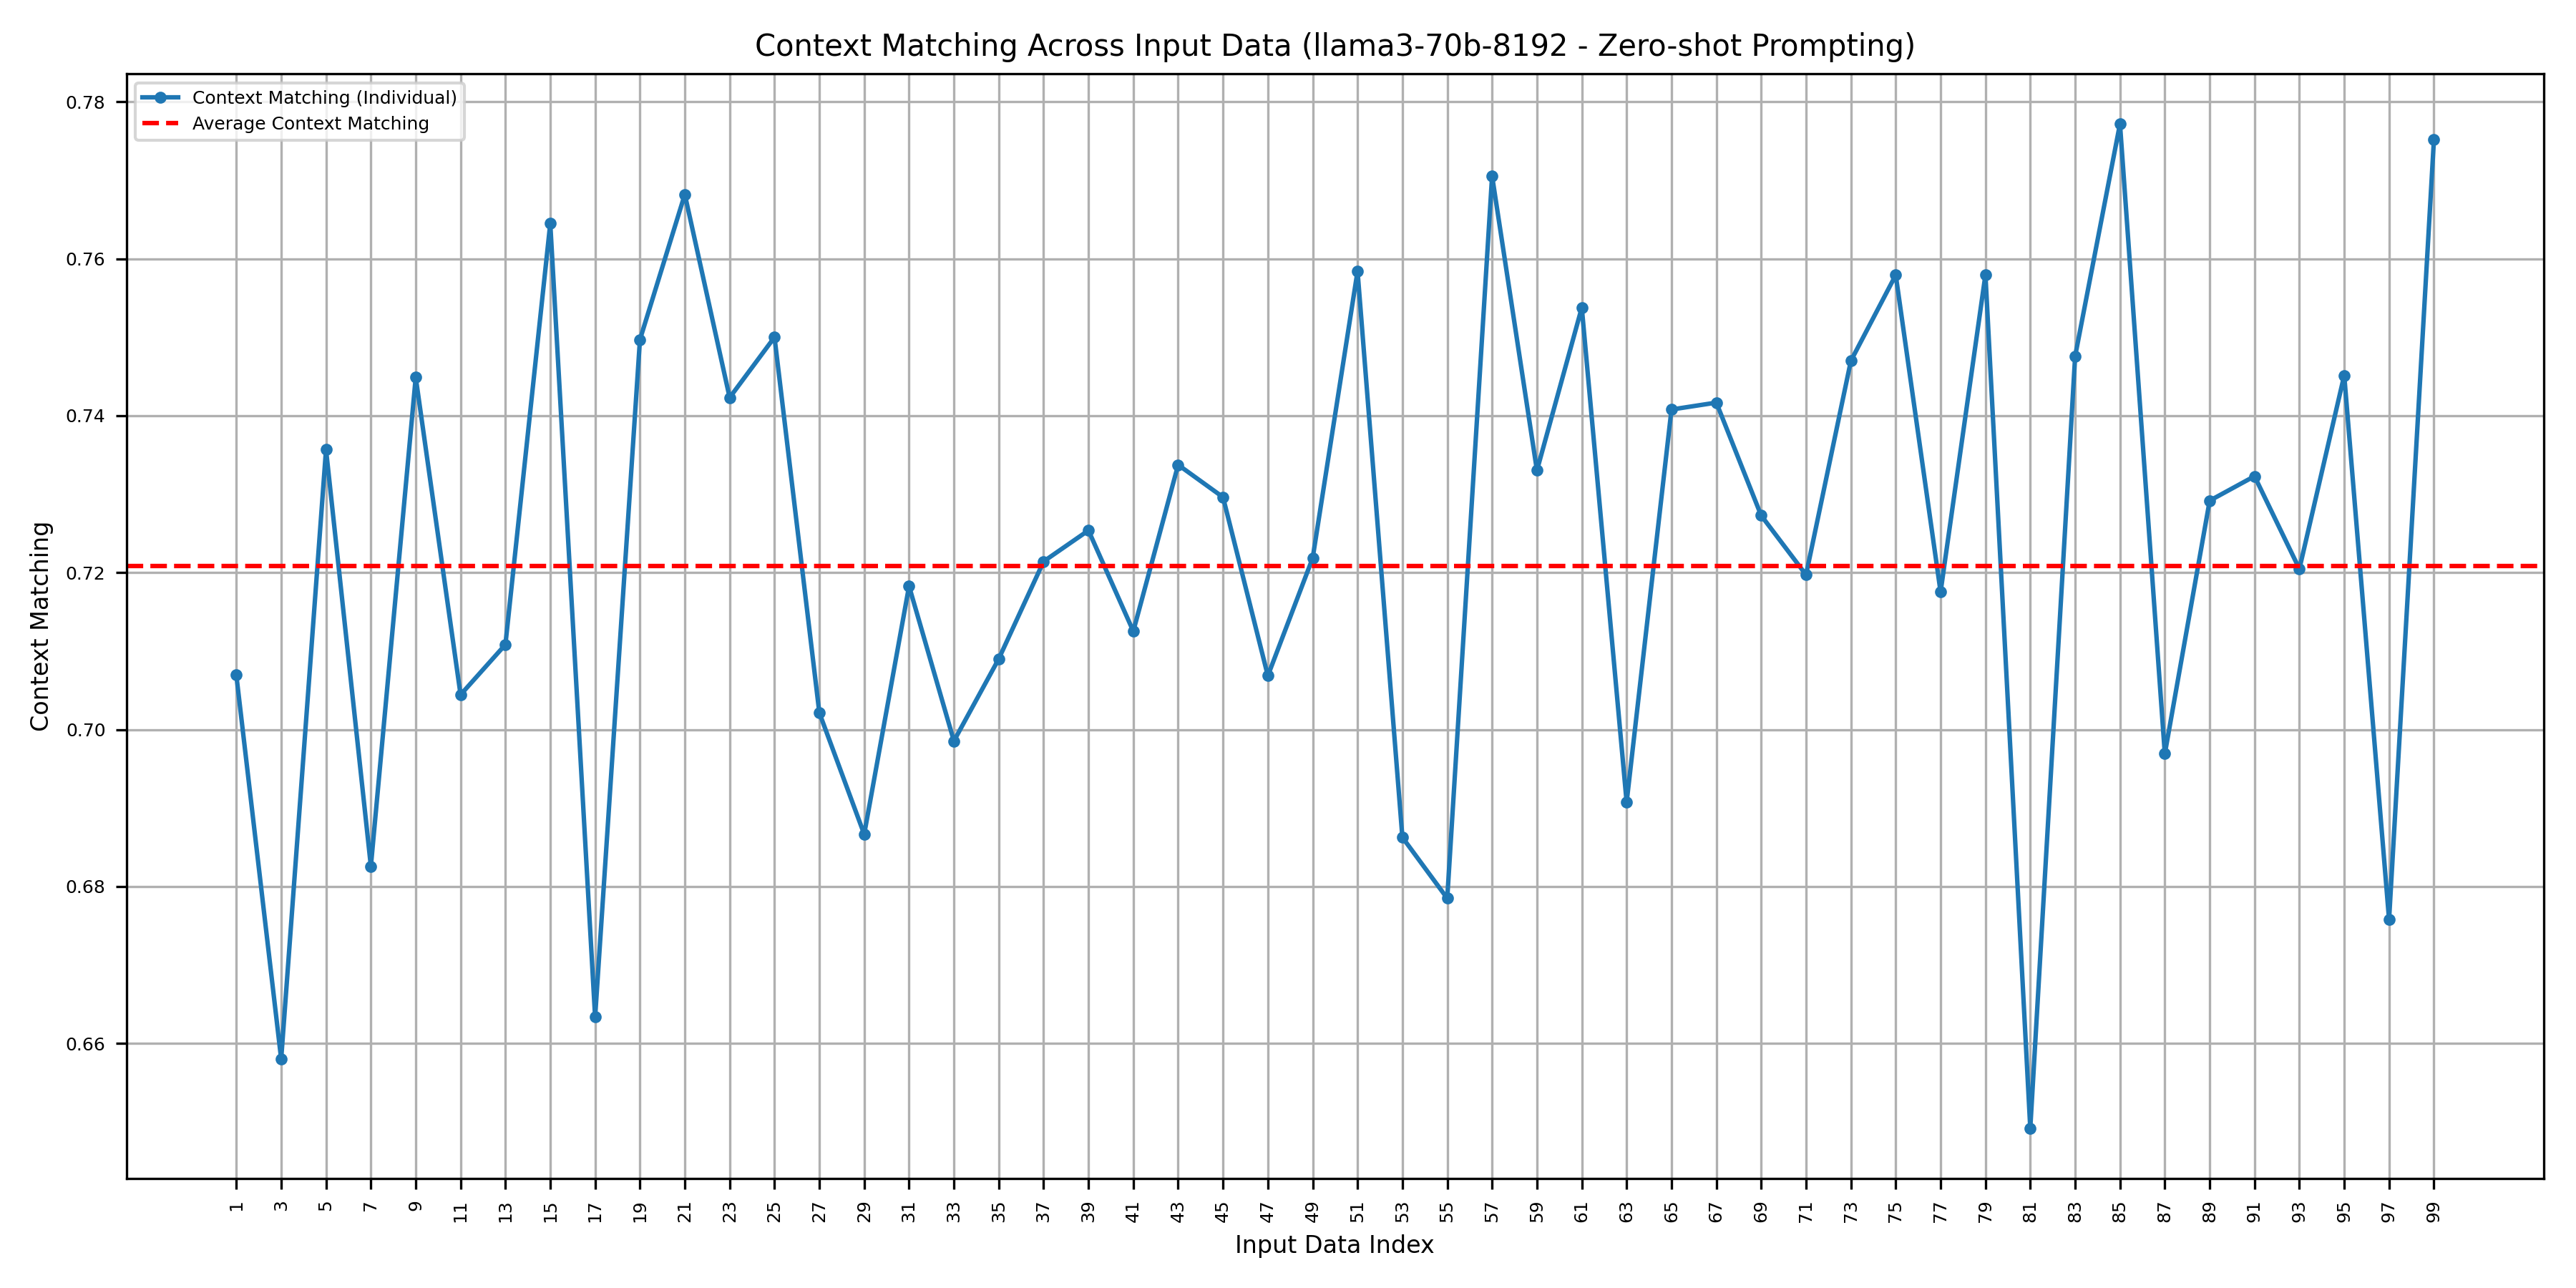 Context Matching Across Input Data (llama3-70b-8192 - Zero-shot Prompting)
Context Matching (Individual)
Average Context Matching
0.78
0.76
0.74
0.72
0.70
0.68
0.66
Context Matching
1 3 5 7 9 11 13 15 17 19 21 23 25 27 29 31 33 35 37 39 41 43 45 47 49 51 53 55 57 59 61 63 65 67 69 71 73 75 77 79 81 83 85 87 89 91 93 95 97 99
Input Data Index